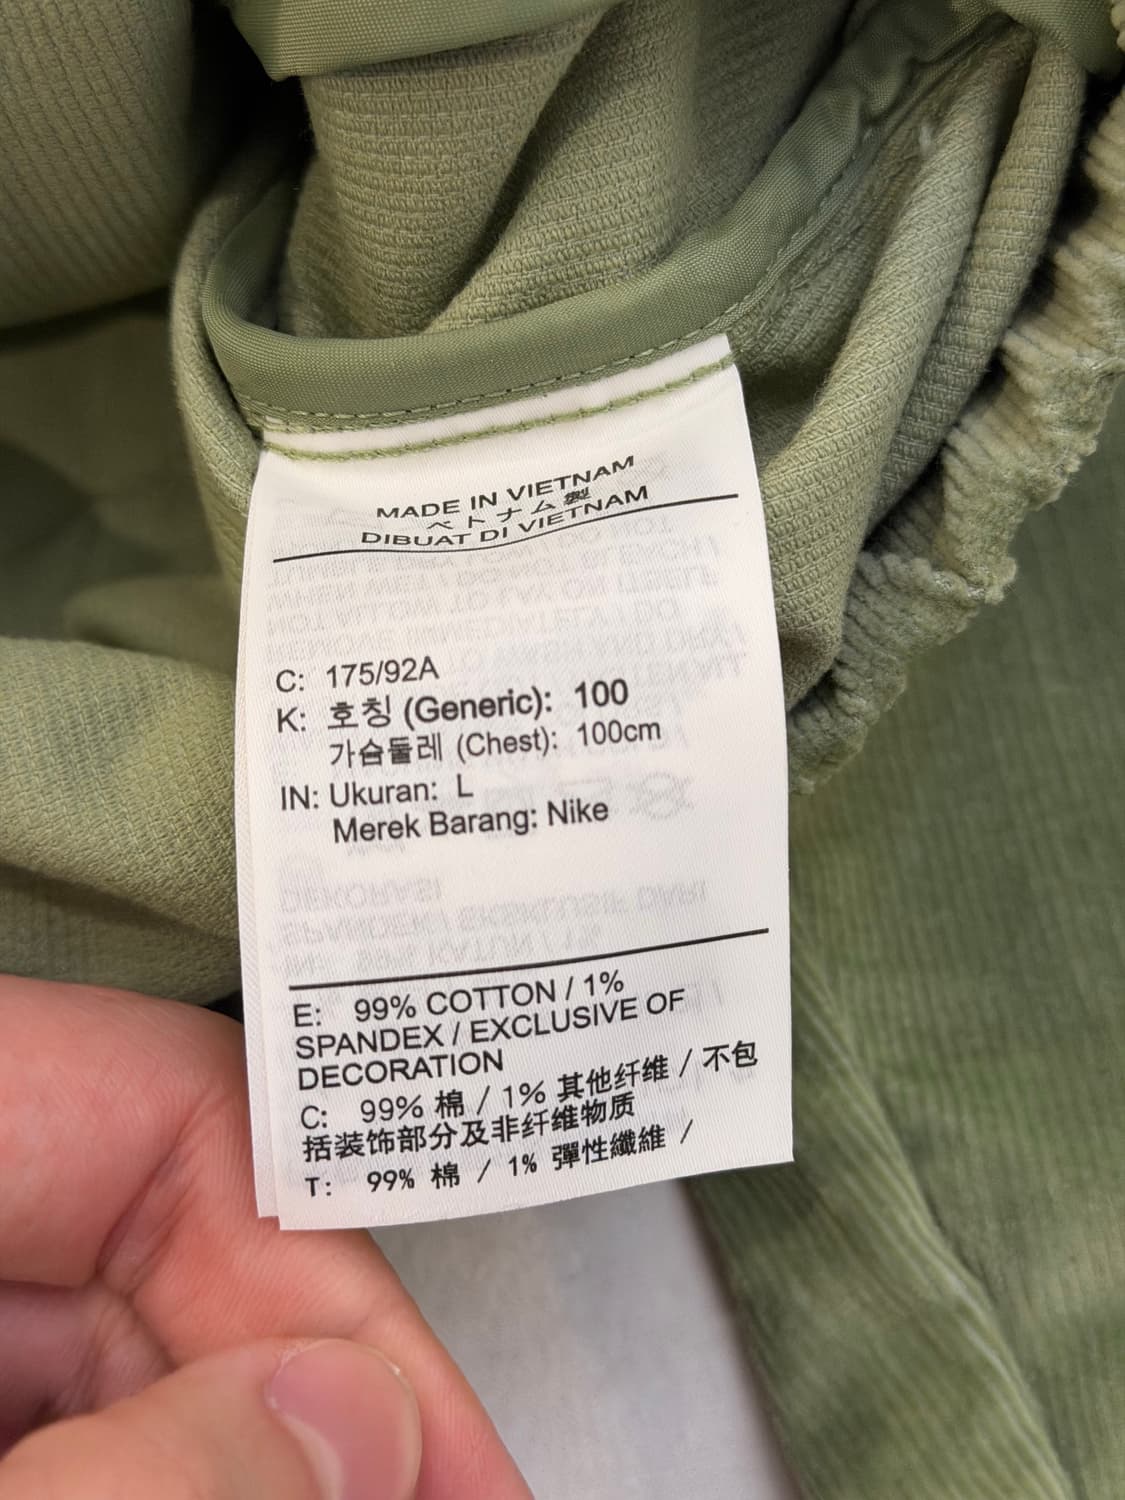 MADE IN VIETNAM
ベトナム製
DIBUAT DI VIETNAM
C: 175/92A
K: 호칭 (Generic): 100
가슴둘레 (Chest): 100cm
IN: Ukuran: L
Merek Barang: Nike
E: 99% COTTON / 1%
SPANDEX / EXCLUSIVE OF
DECORATION
C: 99% 棉 / 1% 其他纤维 / 不包
括装饰部分及非纤维物质
T: 99% 棉 / 1% 彈性纖維 /